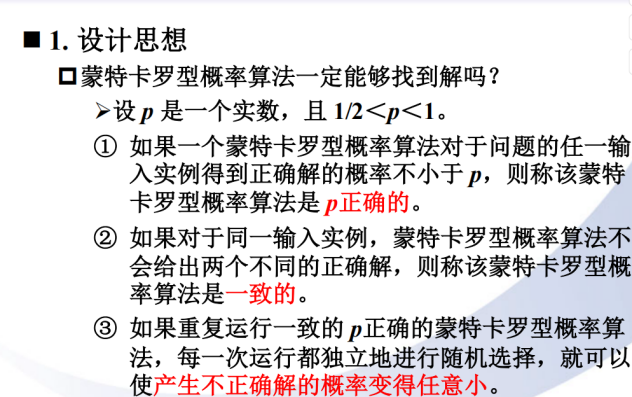 ■ 1. 设计思想
蒙特卡罗型概率算法一定能够找到解吗？
➢设 p 是一个实数，且 1/2＜p＜1。
① 如果一个蒙特卡罗型概率算法对于问题的任一输
入实例得到正确解的概率不小于 p，则称该蒙特
卡罗型概率算法是 p正确的。
② 如果对于同一输入实例，蒙特卡罗型概率算法不
会给出两个不同的正确解，则称该蒙特卡罗型概
率算法是一致的。
③ 如果重复运行一致的 p正确的蒙特卡罗型概率算
法，每一次运行都独立地进行随机选择，就可以
使产生不正确解的概率变得任意小。